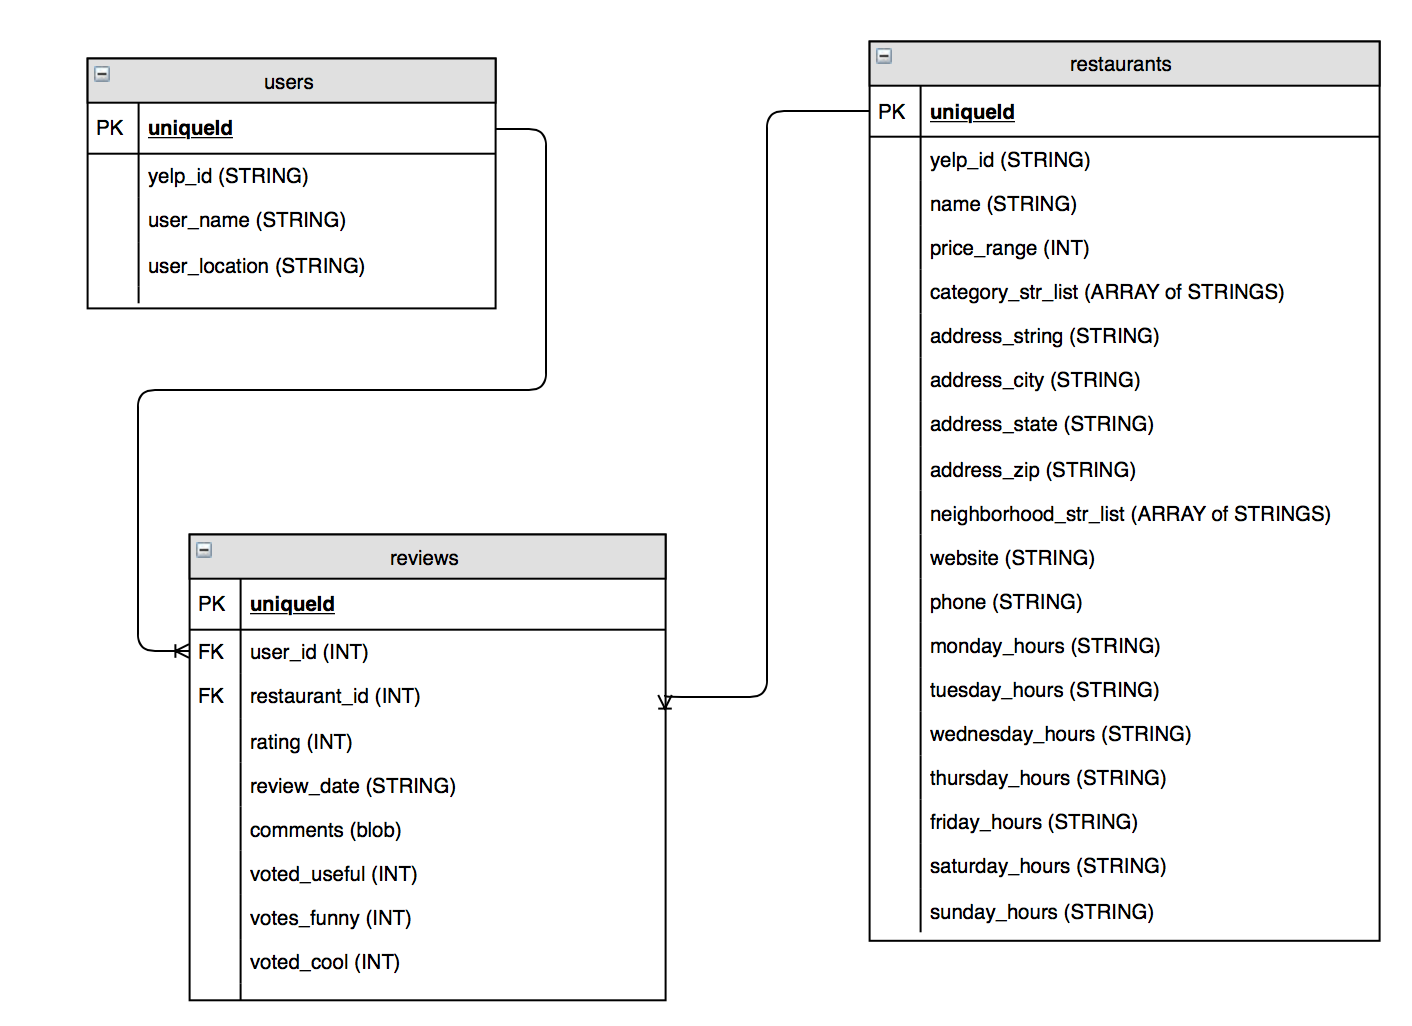 users
PK uniqueId
yelp_id (STRING)
user_name (STRING)
user_location (STRING)
reviews
PK uniqueId
FK user_id (INT)
FK restaurant_id (INT)
rating (INT)
review_date (STRING)
comments (blob)
voted_useful (INT)
votes_funny (INT)
voted_cool (INT)
restaurants
PK uniqueId
yelp_id (STRING)
name (STRING)
price_range (INT)
category_str_list (ARRAY of STRINGS)
address_string (STRING)
address_city (STRING)
address_state (STRING)
address_zip (STRING)
neighborhood_str_list (ARRAY of STRINGS)
website (STRING)
phone (STRING)
monday_hours (STRING)
tuesday_hours (STRING)
wednesday_hours (STRING)
thursday_hours (STRING)
friday_hours (STRING)
saturday_hours (STRING)
sunday_hours (STRING)